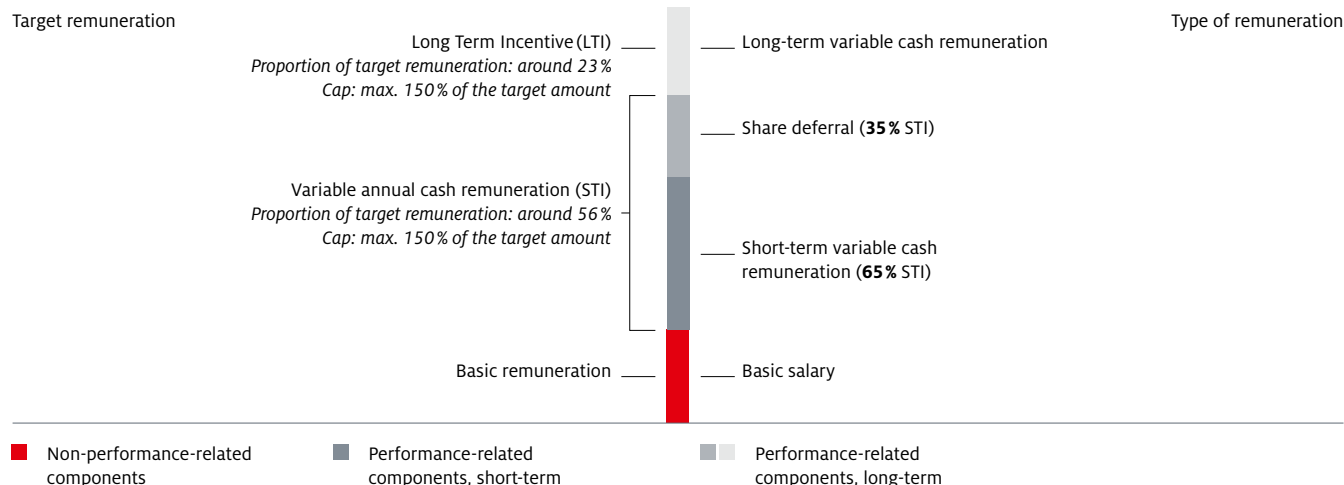 Target remuneration
Type of remuneration
Long Term Incentive (LTI)
Proportion of target remuneration: around 23 %
Cap: max. 150 % of the target amount
Long-term variable cash remuneration
Share deferral (35 % STI)
Variable annual cash remuneration (STI)
Proportion of target remuneration: around 56 %
Cap: max. 150 % of the target amount
Short-term variable cash
remuneration (65 % STI)
Basic remuneration
Basic salary
Non-performance-related
components
Performance-related
components, short-term
Performance-related
components, long-term